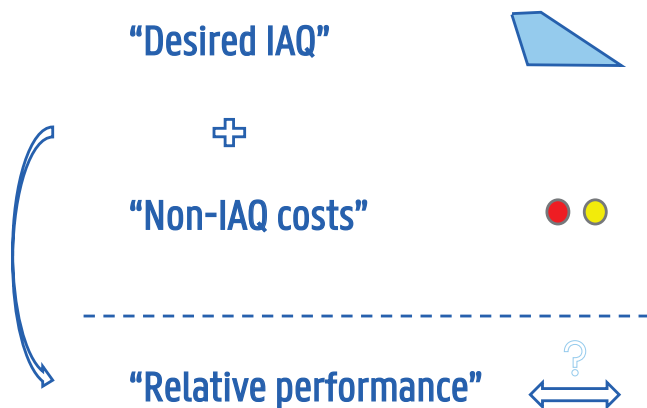 “Desired IAQ”
“Non-IAQ costs”
?
“Relative performance”